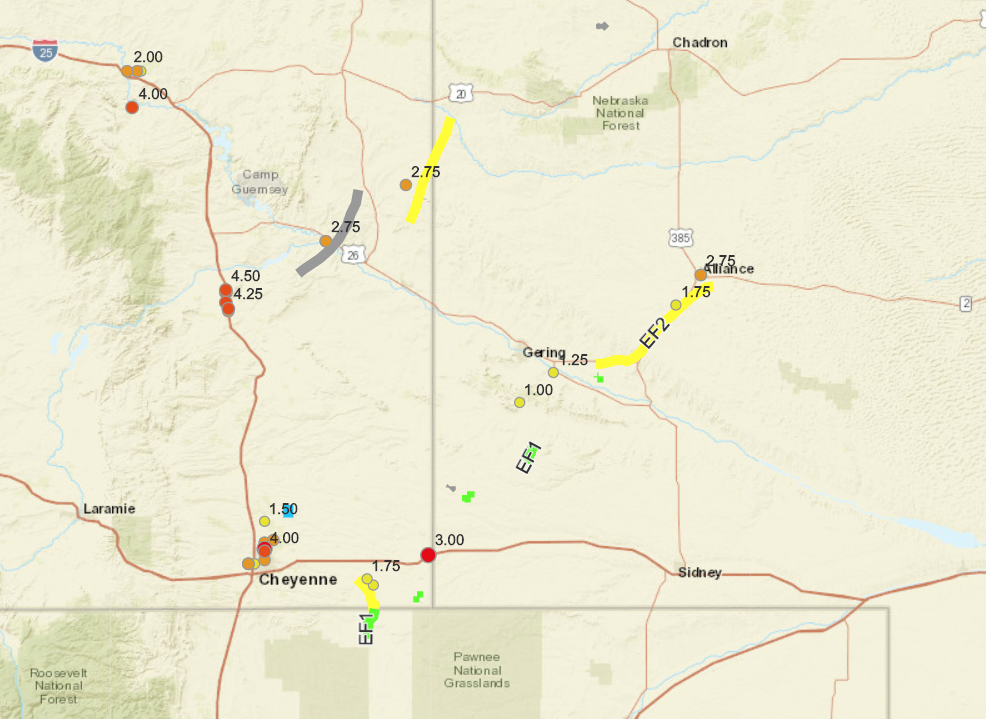 Chadron
25
2.00
20
4.00
Nebraska
National
Forest
Camp
Guernsey
2.75
2.75
26
385
2.75
Alliance
4.50
1.75
4.25
2
EF2
Gering
1.25
1.00
EF1
1.50
Laramie
4.00
3.00
1.75
Sidney
Cheyenne
EF1
Pawnee
National
Grasslands
Roosevelt
National
Forest